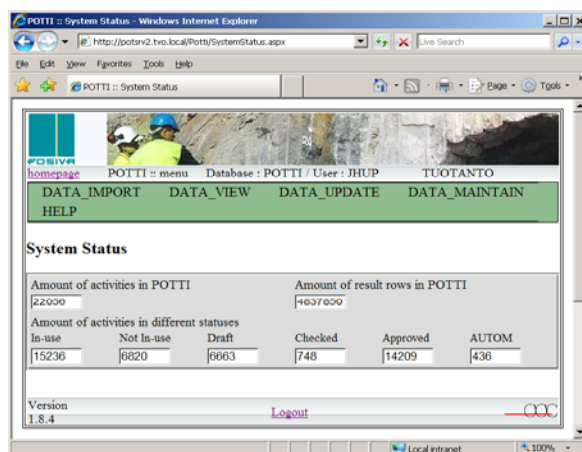 POTTI :: System Status - Windows Internet Explorer
http://potsrv2.tvo.local/Potti/SystemStatus.aspx
Live Search
File Edit View Favorites Tools Help
POTTI :: System Status
Page Tools
POSIVA
homepage POTTI :: menu Database : POTTI / User : JHUP TUOTANTO
DATA_IMPORT DATA_VIEW DATA_UPDATE DATA_MAINTAIN
HELP
System Status
Amount of activities in POTTI Amount of result rows in POTTI
Amount of activities in different statuses
In-use Not In-use Draft Checked Approved AUTOM
15236 6820 6663 748 14209 436
Version
1.8.4
Logout
Local intranet 100%